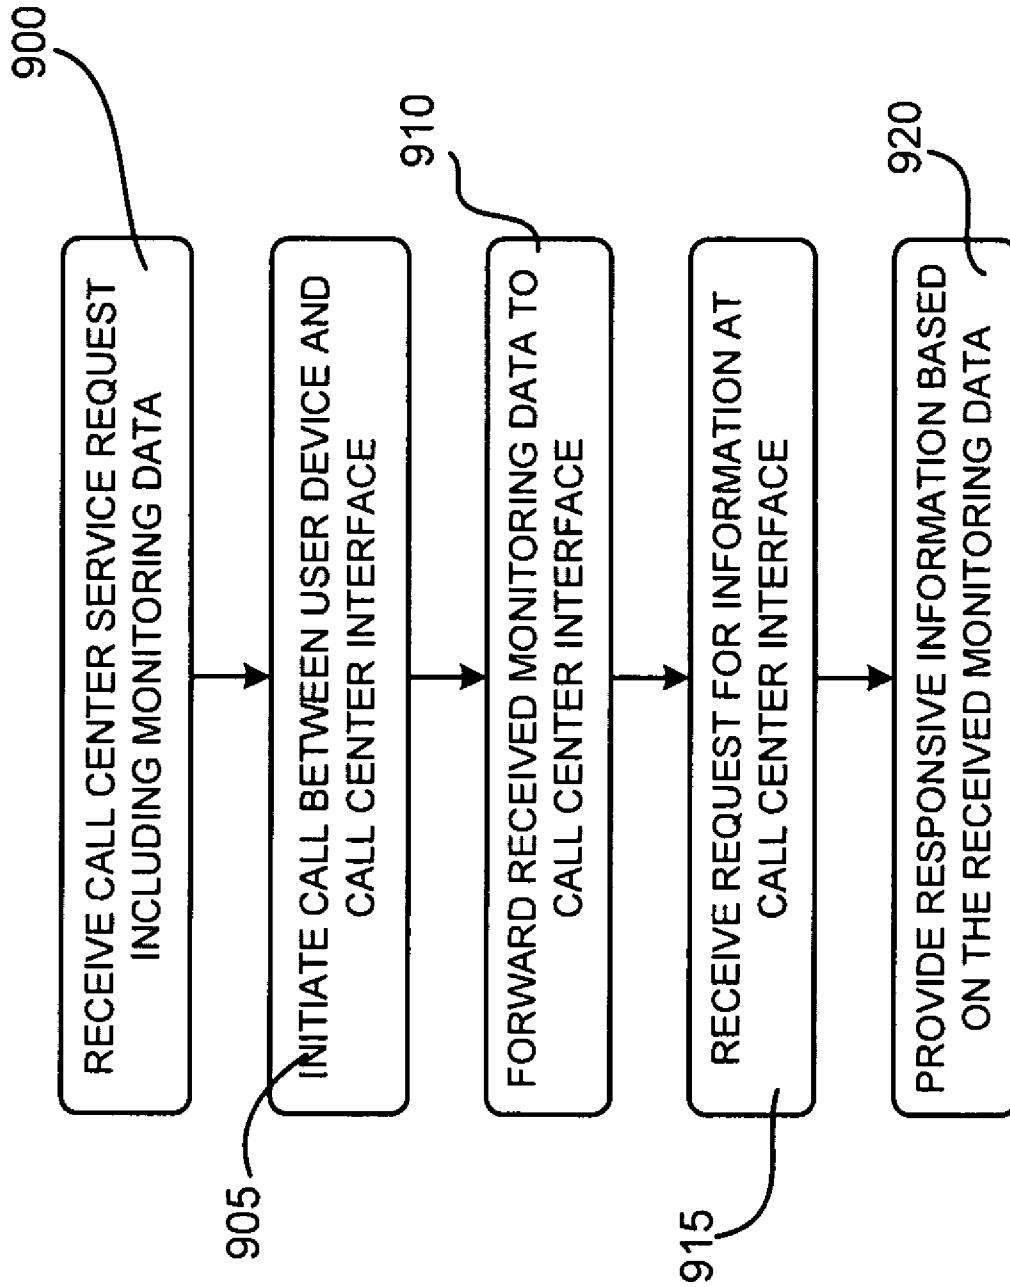 900
RECEIVE CALL CENTER SERVICE REQUEST
INCLUDING MONITORING DATA
905
INITIATE CALL BETWEEN USER DEVICE AND
CALL CENTER INTERFACE
910
FORWARD RECEIVED MONITORING DATA TO
CALL CENTER INTERFACE
915
RECEIVE REQUEST FOR INFORMATION AT
CALL CENTER INTERFACE
920
PROVIDE RESPONSIVE INFORMATION BASED
ON THE RECEIVED MONITORING DATA